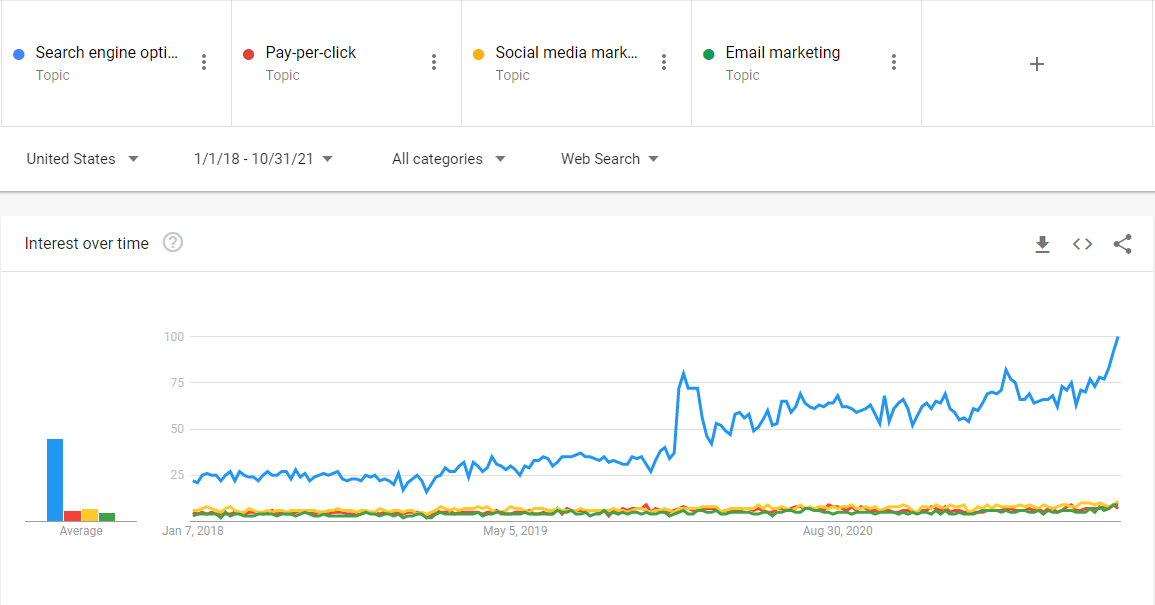 Search engine opti...
Topic
Pay-per-click
Topic
Social media mark...
Topic
Email marketing
Topic
+
United States
1/1/18 - 10/31/21
All categories
Web Search
Interest over time
?
100
75
50
25
Average
Jan 7, 2018
May 5, 2019
Aug 30, 2020